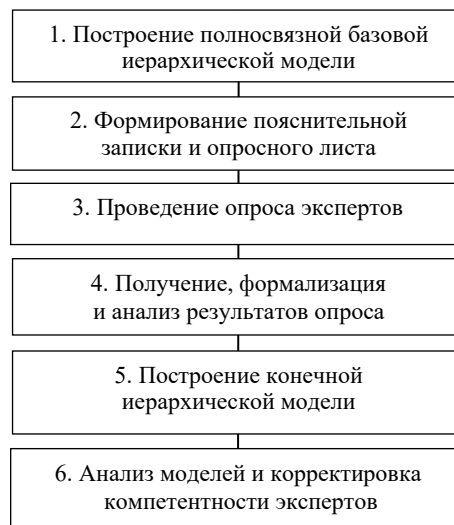 1. Построение полносвязной базовой
иерархической модели
2. Формирование пояснительной
записки и опросного листа
3. Проведение опроса экспертов
4. Получение, формализация
и анализ результатов опроса
5. Построение конечной
иерархической модели
6. Анализ моделей и корректировка
компетентности экспертов